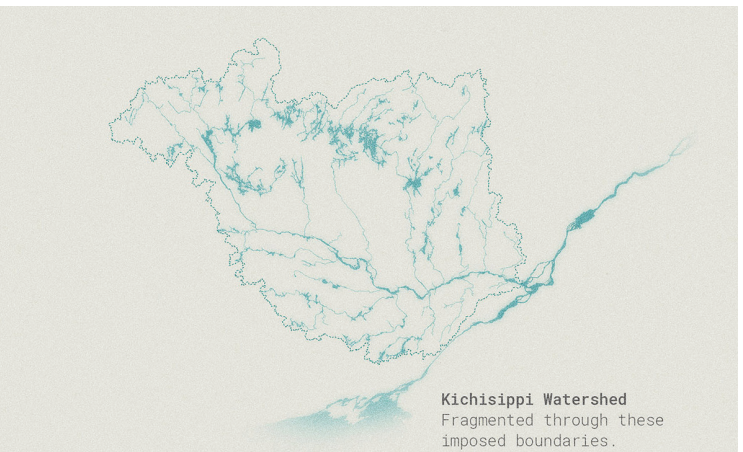 Kichisippi Watershed
Fragmented through these
imposed boundaries.